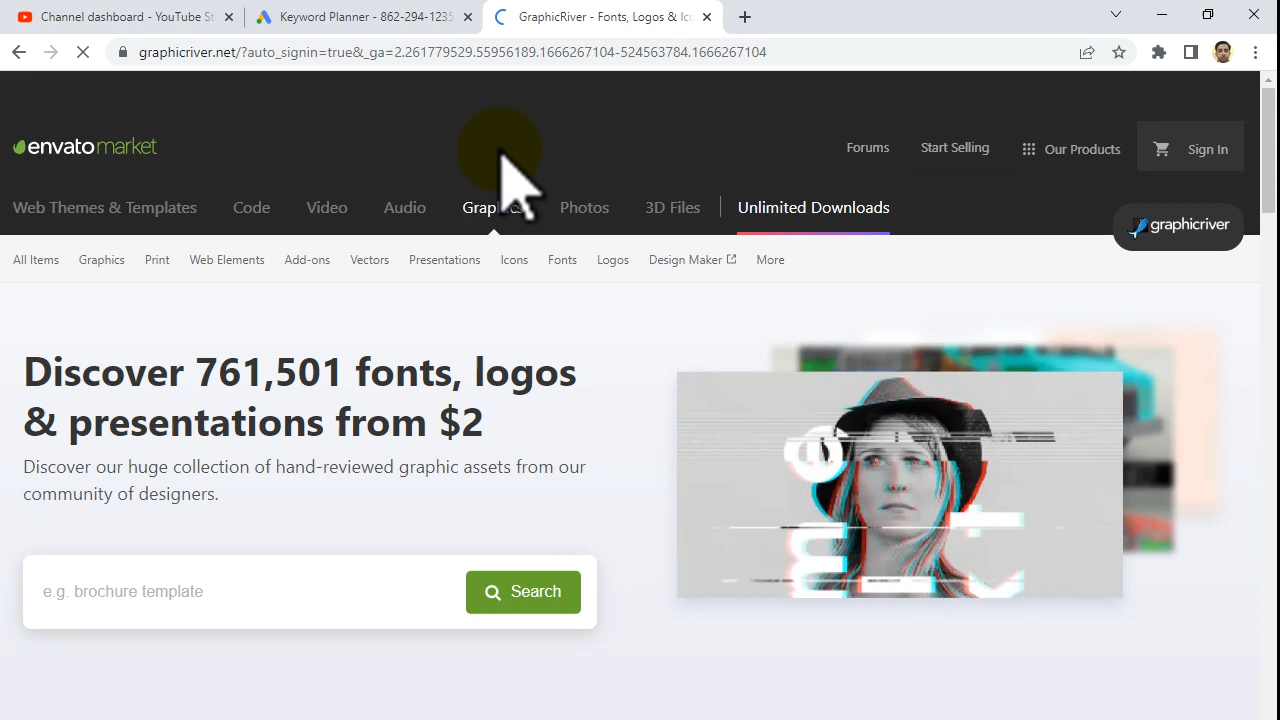 Channel dashboard - YouTube St
Keyword Planner - 862-294-1235
GraphicRiver - Fonts, Logos & Ic
graphicriver.net/?auto_signin=true&_ga=2.261779529.55956189.1666267104-524563784.1666267104
envatomarket
Forums
Start Selling
Our Products
Sign In
Web Themes & Templates
Code
Video
Audio
Graphics
Photos
3D Files
Unlimited Downloads
graphicriver
All Items
Graphics
Print
Web Elements
Add-ons
Vectors
Presentations
Icons
Fonts
Logos
Design Maker
More
Discover 761,501 fonts, logos
& presentations from $2
Discover our huge collection of hand-reviewed graphic assets from our
community of designers.
e.g. brochure template
Search